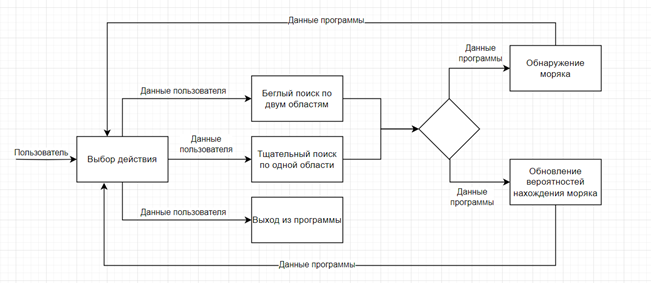 Данные программы
Данные
программы
Обнаружение
моряка
Данные пользователя
Беглый поиск по
двум областям
Пользователь
Выбор действия
Данные
пользователя
Тщательный поиск
по одной области
Данные
программы
Обновление
вероятностей
нахождения моряка
Данные пользователя
Выход из программы
Данные программы